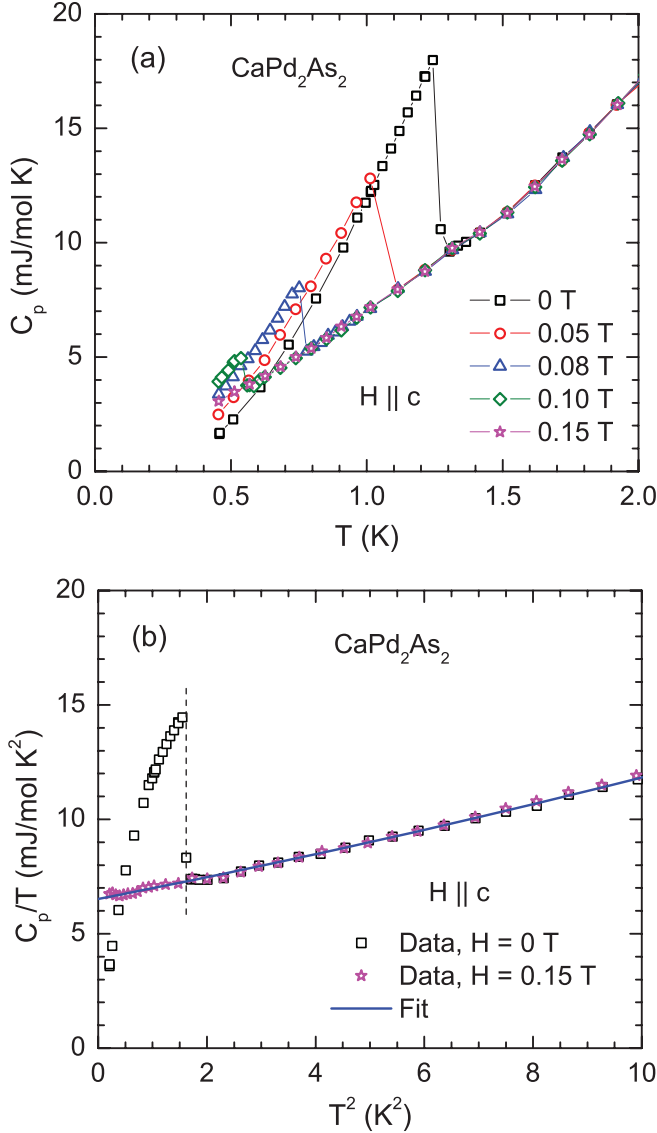 20
(a)
CaPd₂As₂
15
10
5
0
Cₚ (mJ/mol K)
0 T
0.05 T
0.08 T
0.10 T
0.15 T
H || c
0.0 0.5 1.0 1.5 2.0
T (K)
20
(b)
CaPd₂As₂
15
10
5
0
Cₚ/T (mJ/mol K²)
H || c
Data, H = 0 T
Data, H = 0.15 T
Fit
0 2 4 6 8 10
T² (K²)